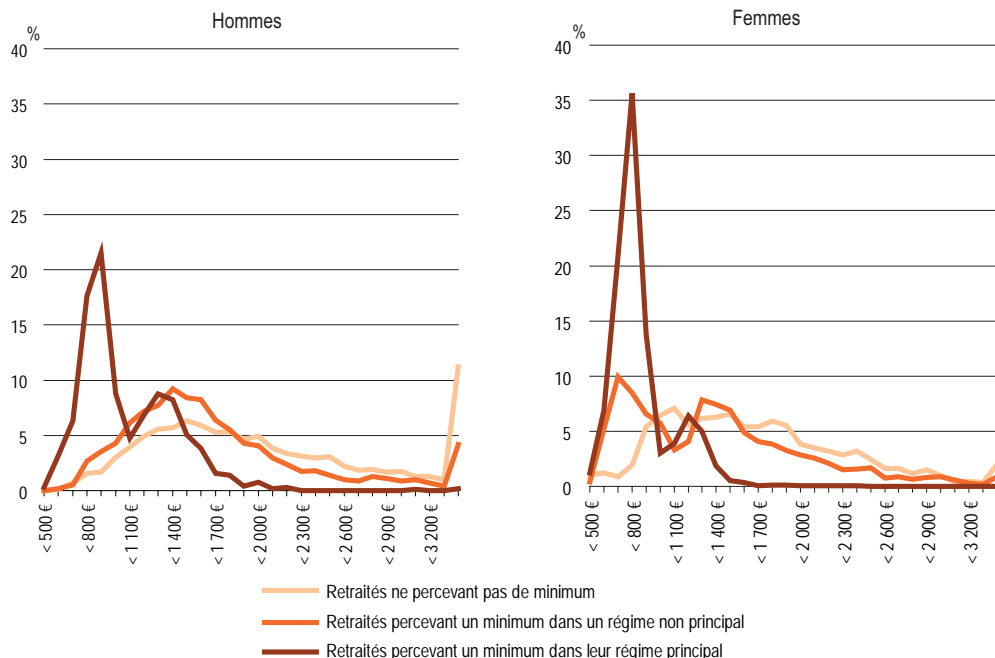 Hommes
%
40
35
30
25
20
15
10
5
0
< 500 €
< 800 €
< 1 100 €
< 1 400 €
< 1 700 €
< 2 000 €
< 2 300 €
< 2 600 €
< 2 900 €
< 3 200 €
Femmes
%
40
35
30
25
20
15
10
5
0
< 500 €
< 800 €
< 1 100 €
< 1 400 €
< 1 700 €
< 2 000 €
< 2 300 €
< 2 600 €
< 2 900 €
< 3 200 €
Retraités ne percevant pas de minimum
Retraités percevant un minimum dans un régime non principal
Retraités percevant un minimum dans leur régime principal